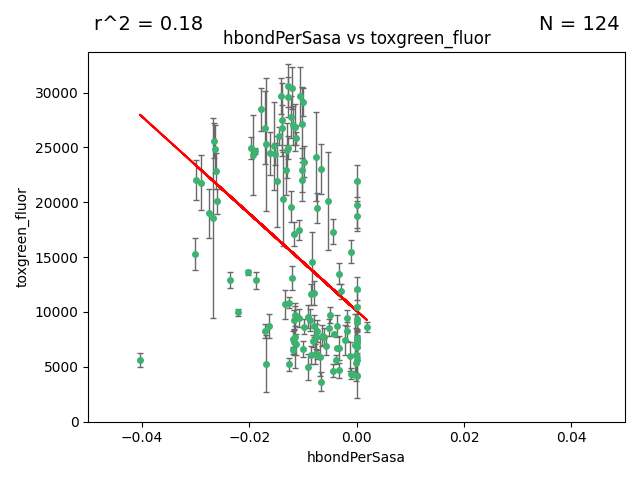 r^2 = 0.18
N = 124
hbondPerSasa vs toxgreen_fluor
toxgreen_fluor
30000
25000
20000
15000
10000
5000
0
−0.04
−0.02
0.00
0.02
0.04
hbondPerSasa